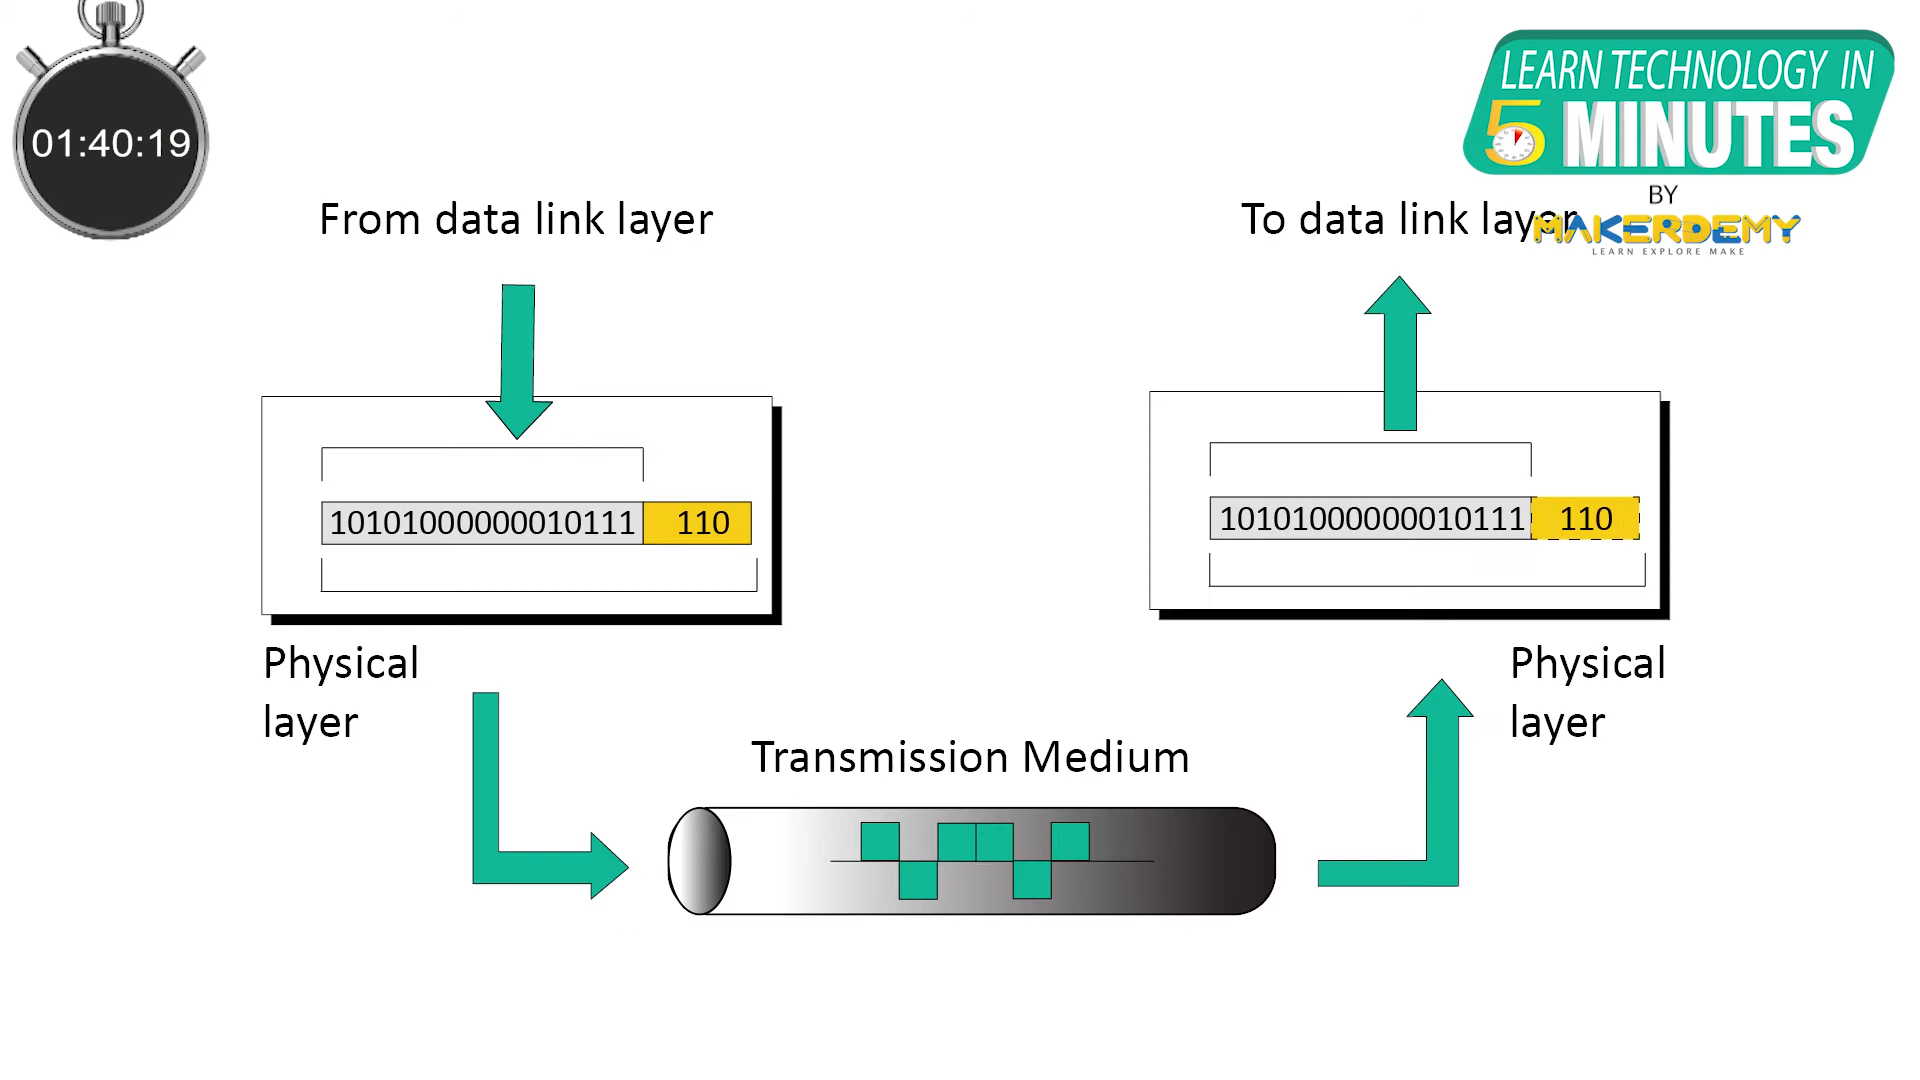 01:40:19
LEARN TECHNOLOGY IN
5 MINUTES
BY
MAKERDEMY
LEARN EXPLORE MAKE
From data link layer
To data link layer
10101000000010111 110
10101000000010111 110
Physical
layer
Physical
layer
Transmission Medium